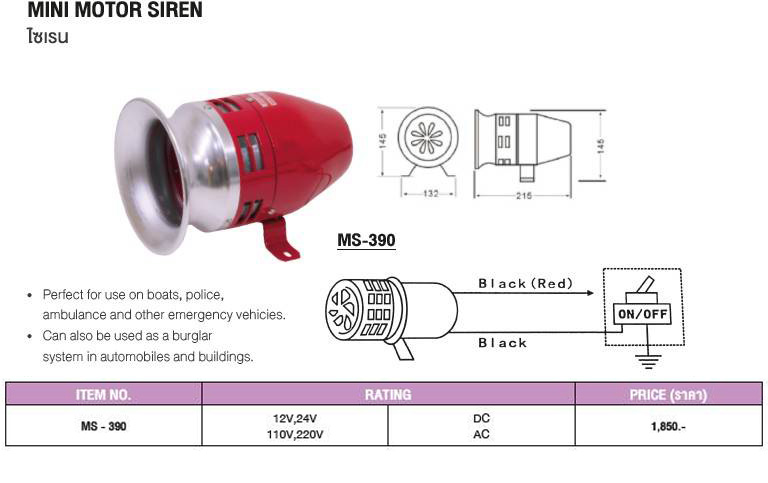 MINI MOTOR SIREN
ไซเรน
145
132
215
145
MS-390
Black(Red)
ON/OFF
Black
• Perfect for use on boats, police,
ambulance and other emergency vehicies.
• Can also be used as a burglar
system in automobiles and buildings.
ITEM NO. RATING PRICE (ราคา)
MS - 390 12V,24V DC 1,850.-
110V,220V AC